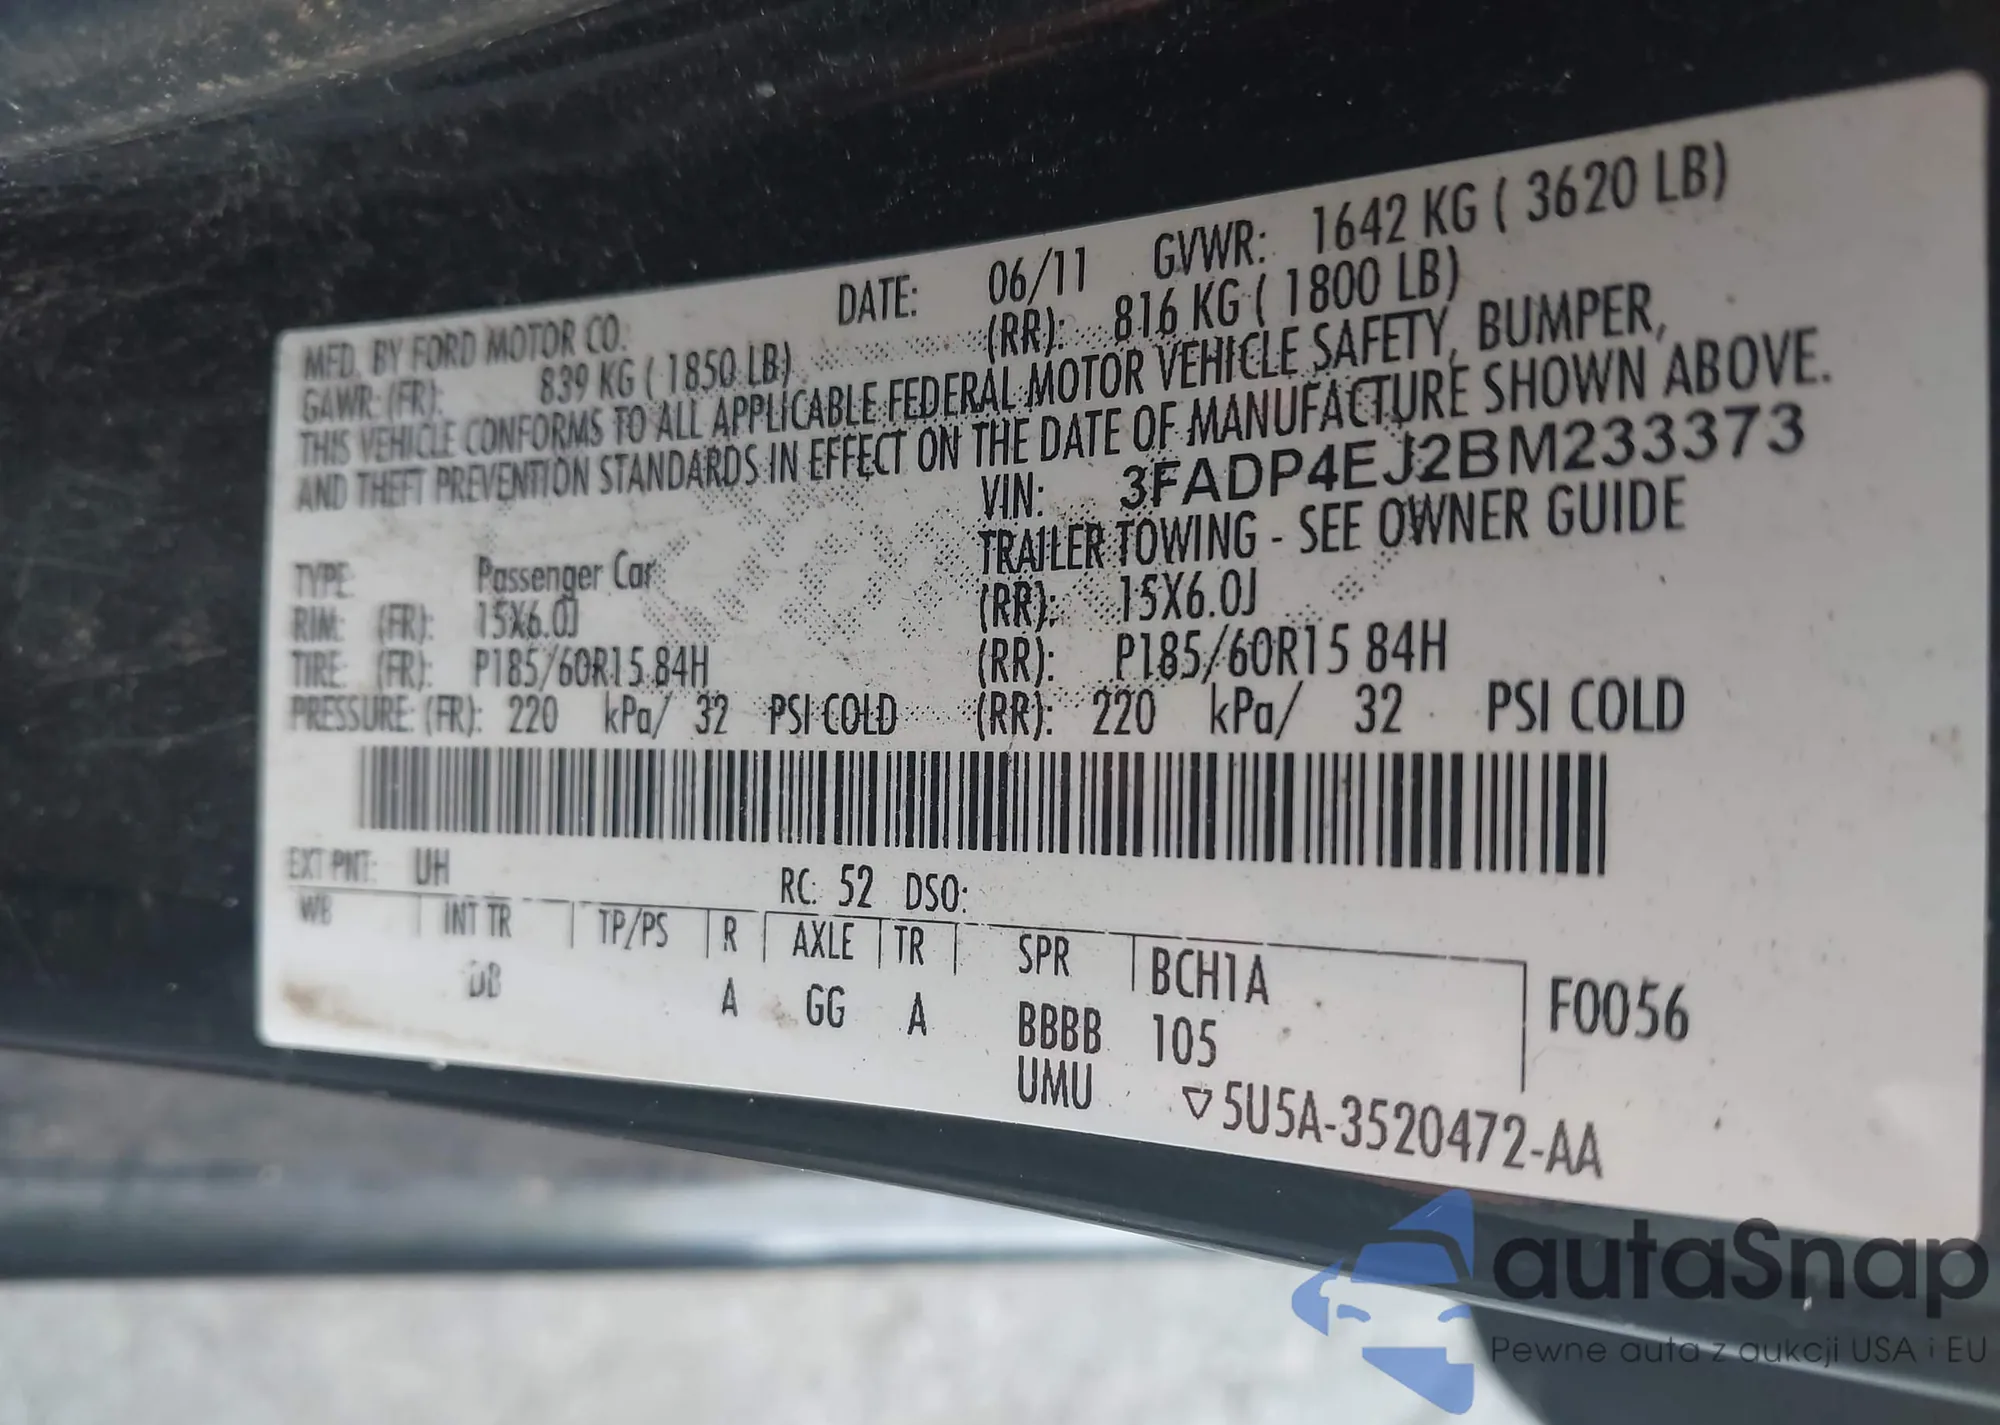 MFD. BY FORD MOTOR CO. DATE: 06/11 GVWR: 1642 KG ( 3620 LB)
GAWR: (FR): 839 KG ( 1850 LB) (RR): 816 KG ( 1800 LB)
THIS VEHICLE CONFORMS TO ALL APPLICABLE FEDERAL MOTOR VEHICLE SAFETY, BUMPER,
AND THEFT PREVENTION STANDARDS IN EFFECT ON THE DATE OF MANUFACTURE SHOWN ABOVE.
VIN: 3FADP4EJ2BM233373
TYPE: Passenger Car TRAILER TOWING - SEE OWNER GUIDE
RIM: (FR): 15X6.0J (RR): 15X6.0J
TIRE: (FR): P185/60R15 84H (RR): P185/60R15 84H
PRESSURE: (FR): 220 kPa/ 32 PSI COLD (RR): 220 kPa/ 32 PSI COLD
EXT PNT: UH RC: 52 DSO:
WB INT TR TP/PS R AXLE TR SPR BCH1A F0056
DB A GG A BBBB 105
UMU ▽5U5A-3520472-AA
autaSnap
Pewne auta z aukcji USA i EU